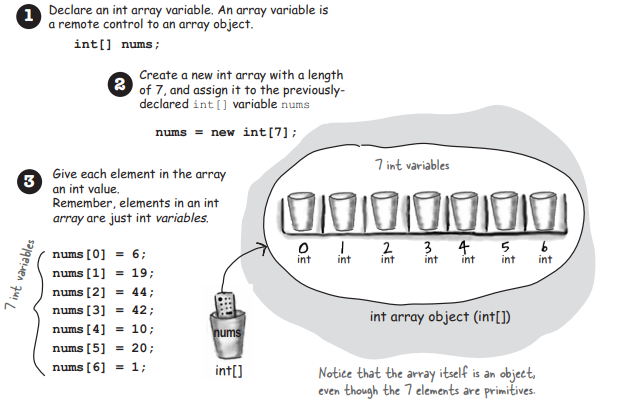 1
Declare an int array variable. An array variable is
a remote control to an array object.
int[] nums;
2
Create a new int array with a length
of 7, and assign it to the previously-
declared int[] variable nums
nums = new int[7];
3
Give each element in the array
an int value.
Remember, elements in an int
array are just int variables.
7 int variables
nums[0] = 6;
nums[1] = 19;
nums[2] = 44;
nums[3] = 42;
nums[4] = 10;
nums[5] = 20;
nums[6] = 1;
nums
int[]
7 int variables
0 1 2 3 4 5 6
int int int int int int int
int array object (int[])
Notice that the array itself is an object,
even though the 7 elements are primitives.